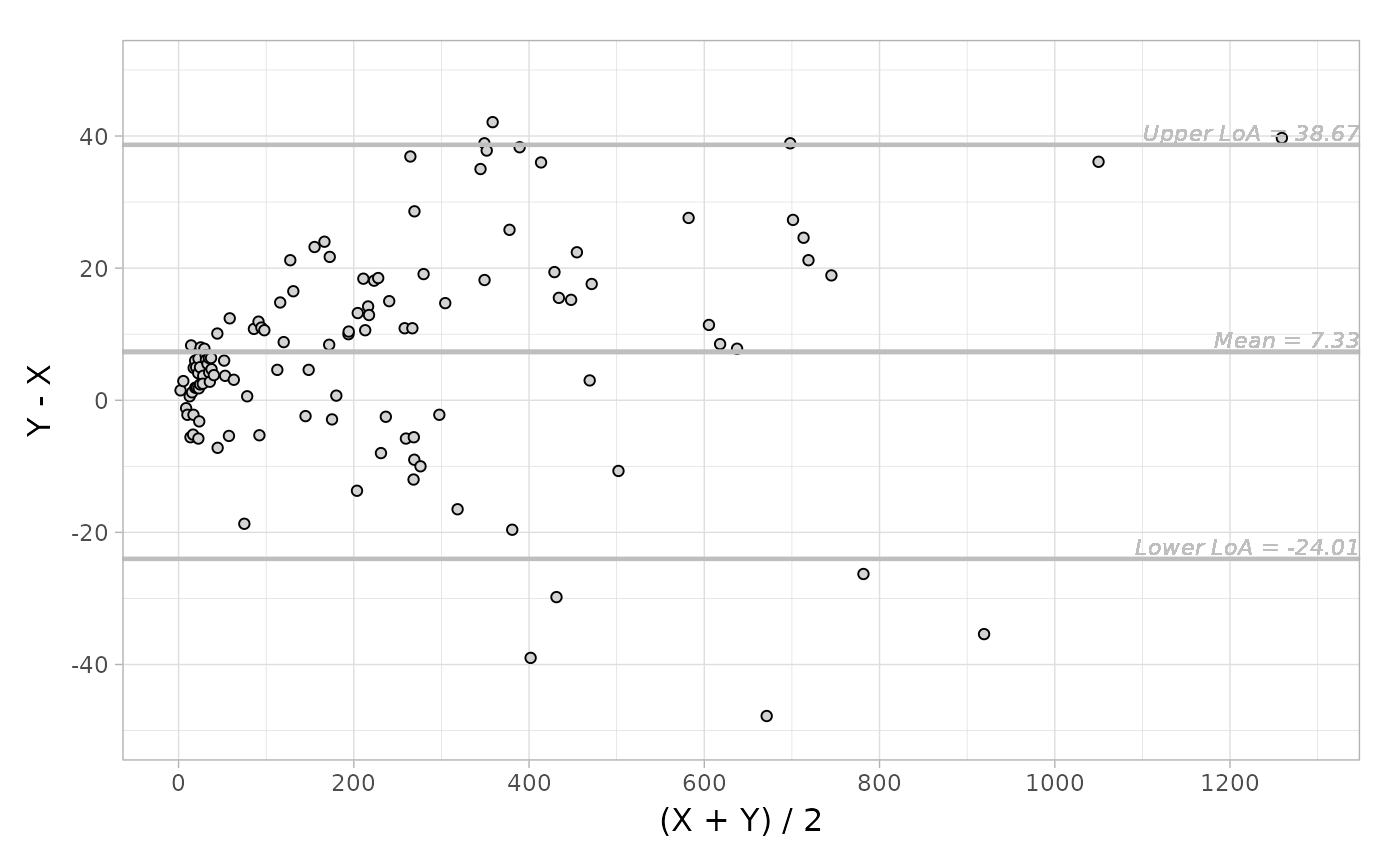 40
20
0
-20
-40
Y - X
Upper LoA = 38.67
Mean = 7.33
Lower LoA = -24.01
0 200 400 600 800 1000 1200
(X + Y) / 2